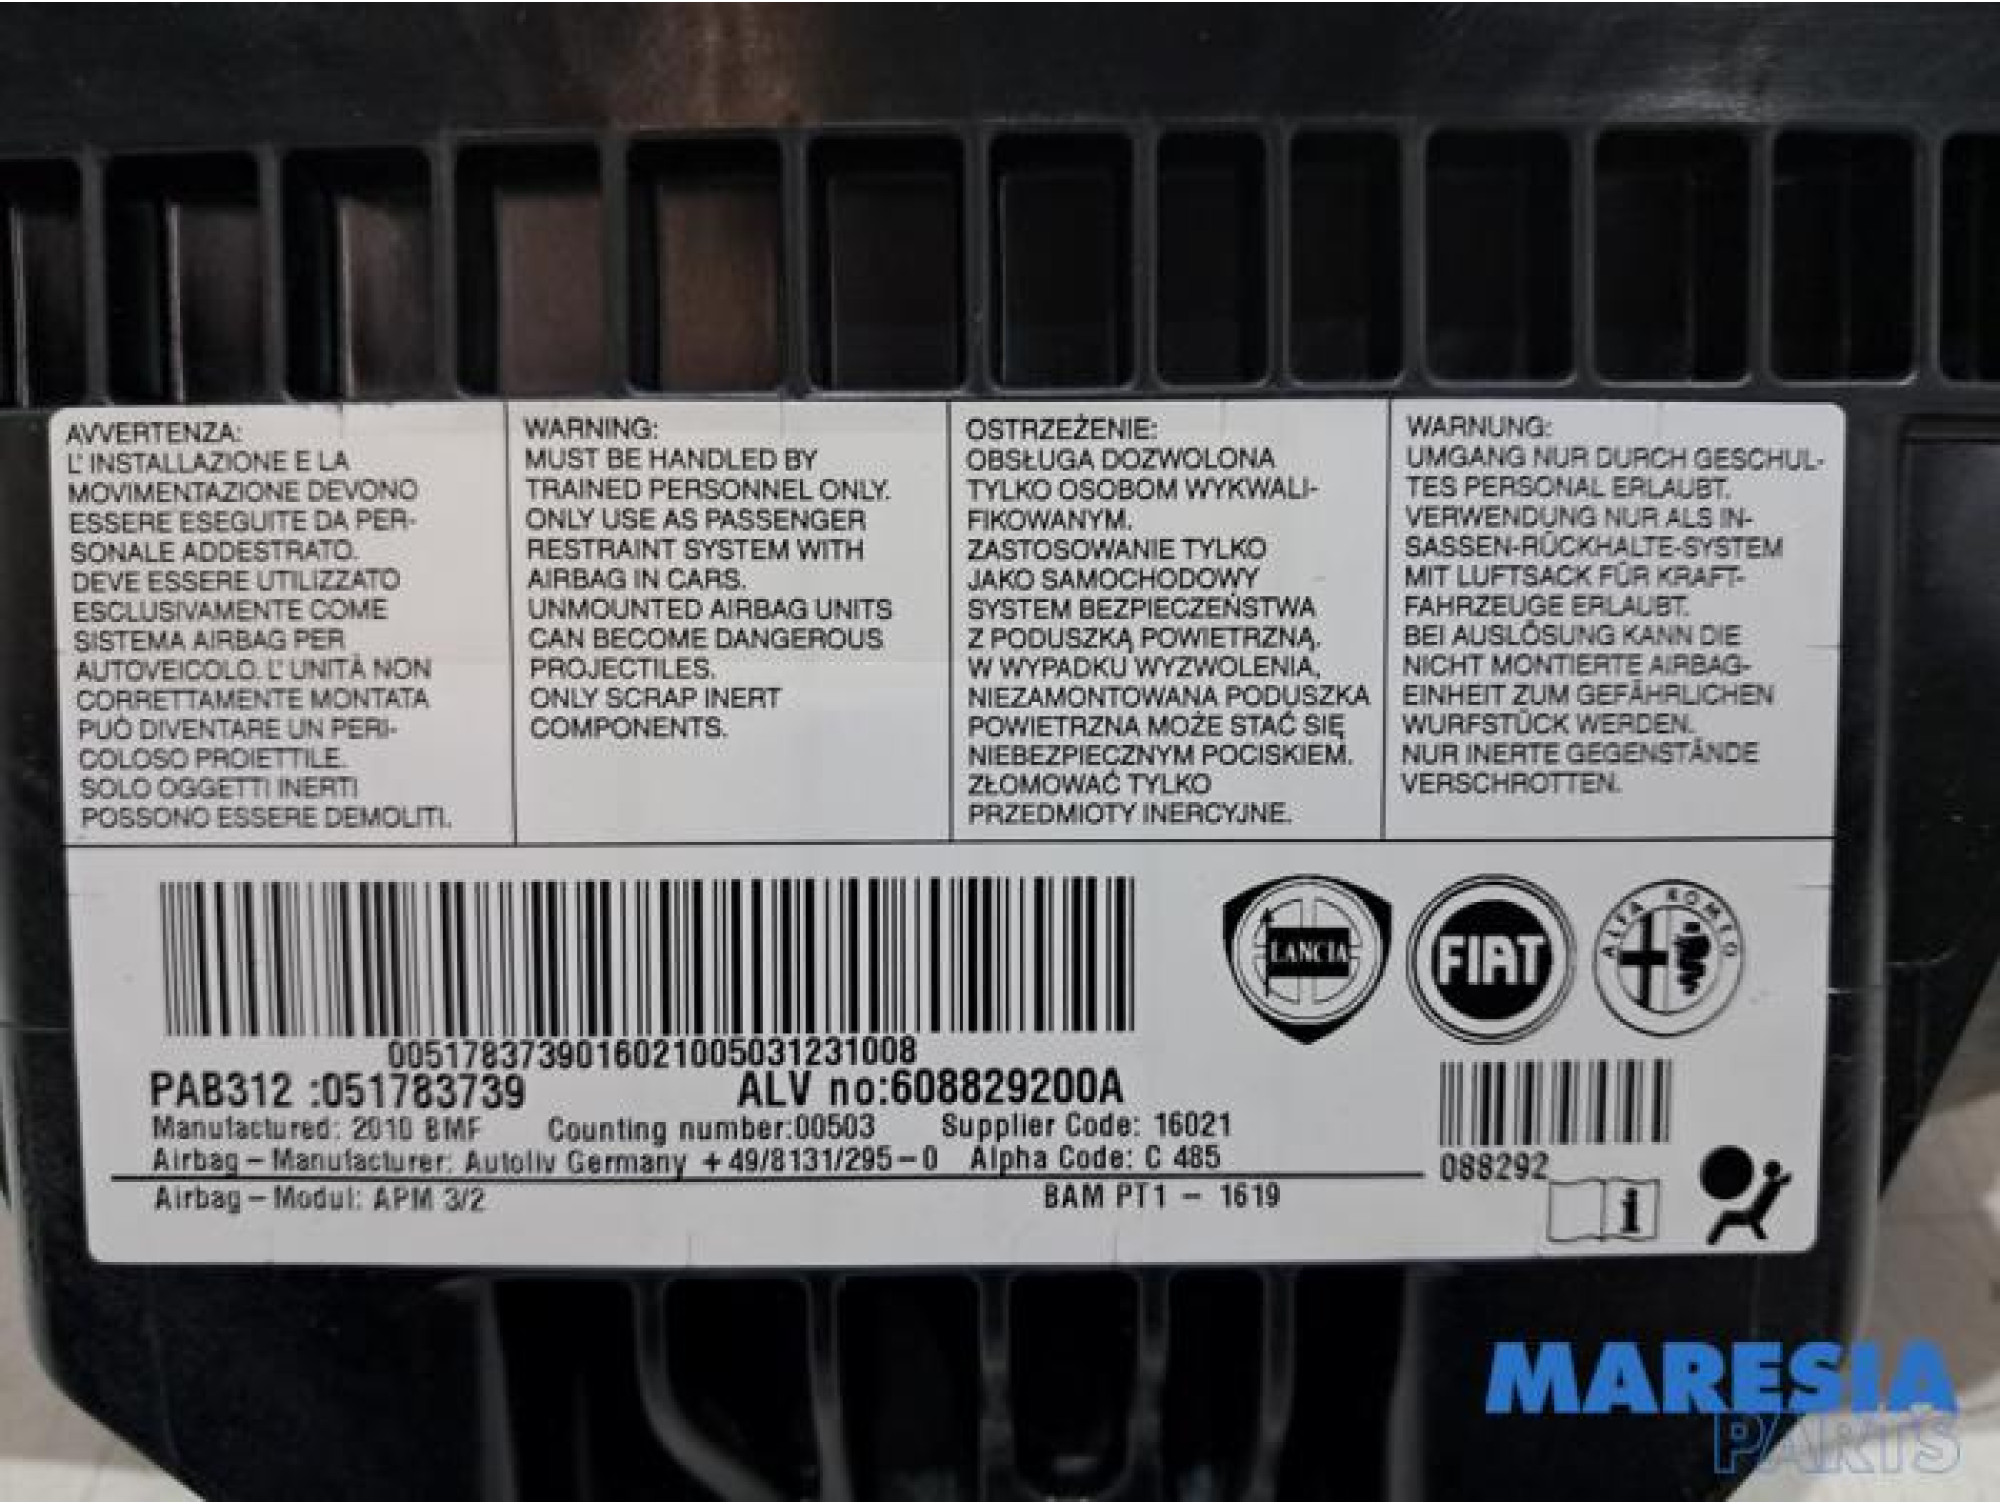 AVVERTENZA:
L' INSTALLAZIONE E LA
MOVIMENTAZIONE DEVONO
ESSERE ESEGUITE DA PER-
SONALE ADDESTRATO.
DEVE ESSERE UTILIZZATO
ESCLUSIVAMENTE COME
SISTEMA AIRBAG PER
AUTOVEICOLO. L' UNITÀ NON
CORRETTAMENTE MONTATA
PUÒ DIVENTARE UN PERI-
COLOSO PROIETTILE.
SOLO OGGETTI INERTI
POSSONO ESSERE DEMOLITI.
WARNING:
MUST BE HANDLED BY
TRAINED PERSONNEL ONLY.
ONLY USE AS PASSENGER
RESTRAINT SYSTEM WITH
AIRBAG IN CARS.
UNMOUNTED AIRBAG UNITS
CAN BECOME DANGEROUS
PROJECTILES.
ONLY SCRAP INERT
COMPONENTS.
OSTRZEŻENIE:
OBSŁUGA DOZWOLONA
TYLKO OSOBOM WYKWALI-
FIKOWANYM.
ZASTOSOWANIE TYLKO
JAKO SAMOCHODOWY
SYSTEM BEZPIECZEŃSTWA
Z PODUSZKĄ POWIETRZNĄ.
W WYPADKU WYZWOLENIA,
NIEZAMONTOWANA PODUSZKA
POWIETRZNA MOŻE STAĆ SIĘ
NIEBEZPIECZNYM POCISKIEM.
ZŁOMOWAĆ TYLKO
PRZEDMIOTY INERCYJNE.
WARNUNG:
UMGANG NUR DURCH GESCHUL-
TES PERSONAL ERLAUBT.
VERWENDUNG NUR ALS IN-
SASSEN-RÜCKHALTE-SYSTEM
MIT LUFTSACK FÜR KRAFT-
FAHRZEUGE ERLAUBT.
BEI AUSLÖSUNG KANN DIE
NICHT MONTIERTE AIRBAG-
EINHEIT ZUM GEFÄHRLICHEN
WURFSTÜCK WERDEN.
NUR INERTE GEGENSTÄNDE
VERSCHROTTEN.
LANCIA
FIAT
ALFA ROMEO
0051783739016021005031231008
PAB312 :051783739 ALV no:608829200A
Manufactured: 2010 BMF Counting number:00503 Supplier Code: 16021
Airbag - Manufacturer: Autoliv Germany +49/8131/295-0 Alpha Code: C 485
088292
Airbag - Modul: APM 3/2 BAM PT1 - 1619
i
MARESIA
PARTS